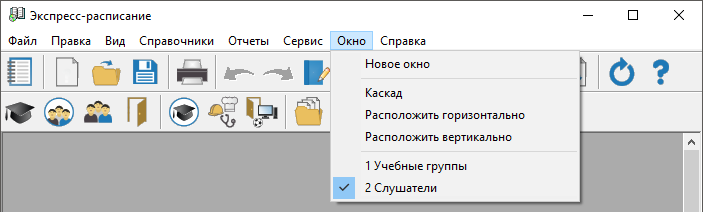 Экспресс-расписание
Файл Правка Вид Справочники Отчеты Сервис Окно Справка
Новое окно
Каскад
Расположить горизонтально
Расположить вертикально
1 Учебные группы
2 Слушатели